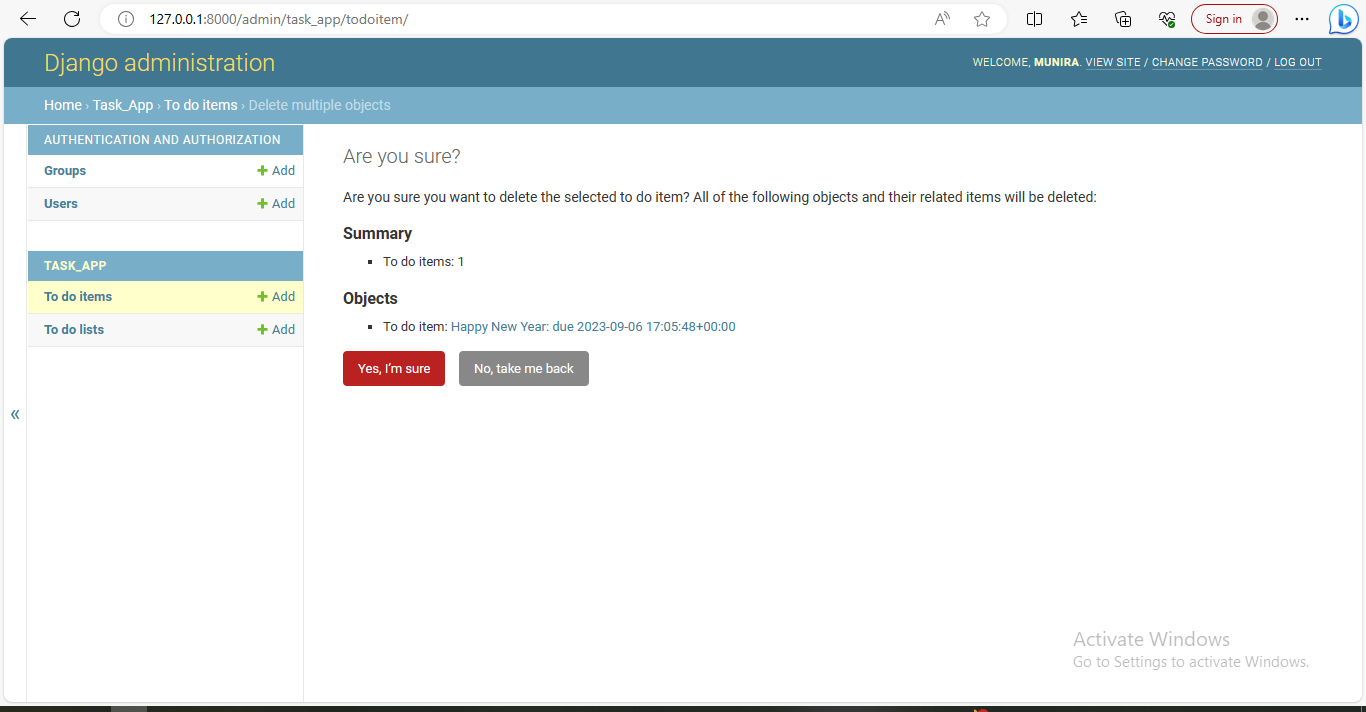 127.0.0.1:8000/admin/task_app/todoitem/
Sign in
Django administration
WELCOME, MUNIRA. VIEW SITE / CHANGE PASSWORD / LOG OUT
Home › Task_App › To do items › Delete multiple objects
AUTHENTICATION AND AUTHORIZATION
Groups + Add
Users + Add
TASK_APP
To do items + Add
To do lists + Add
«
Are you sure?
Are you sure you want to delete the selected to do item? All of the following objects and their related items will be deleted:
Summary
To do items: 1
Objects
To do item: Happy New Year: due 2023-09-06 17:05:48+00:00
Yes, I’m sure
No, take me back
Activate Windows
Go to Settings to activate Windows.